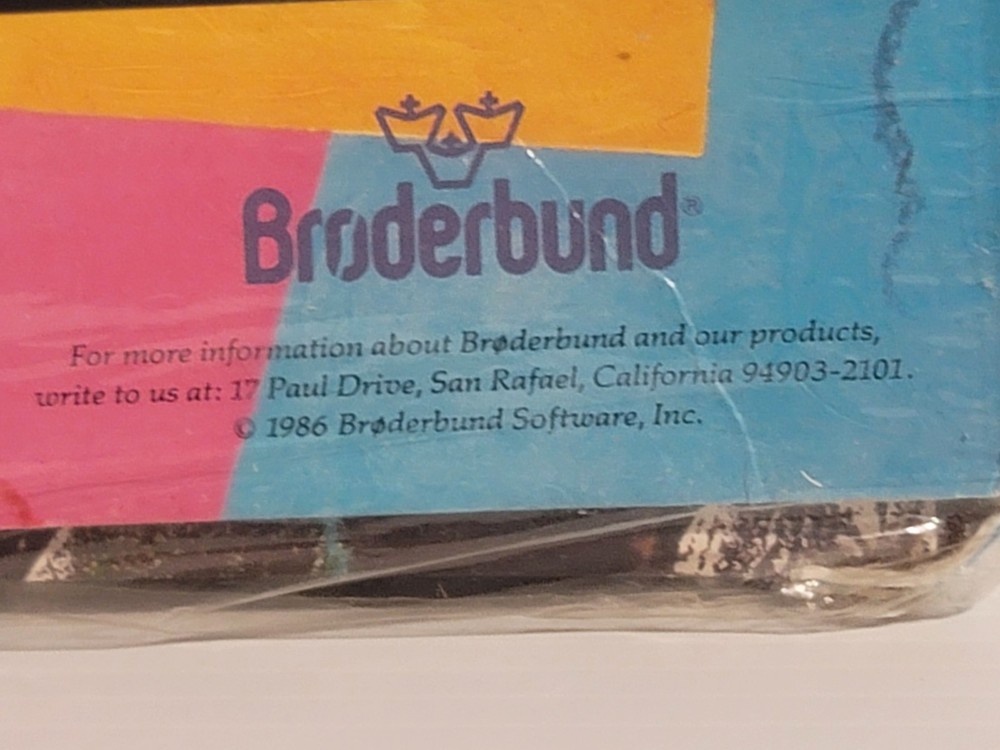 Brøderbund®
For more information about Brøderbund and our products,
write to us at: 17 Paul Drive, San Rafael, California 94903-2101.
© 1986 Brøderbund Software, Inc.